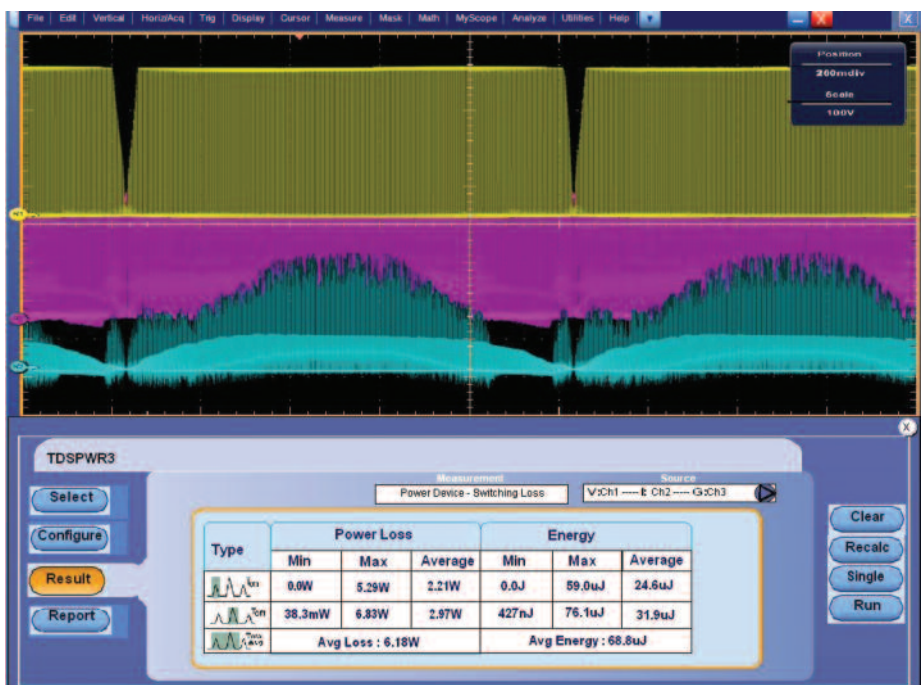 File | Edit | Vertical | Horiz/Acq | Trig | Display | Cursor | Measure | Mask | Math | MyScope | Analyze | Utilities | Help
X
X
Position
260mdiv
Scale
100V
X
TDSPWR3
Measurement
Source
Power Device - Switching Loss
V:Ch1 ---- I: Ch2 ---- G:Ch3
Select
Configure
Result
Report
Type Power Loss Energy
Min Max Average Min Max Average
Ton 0.0W 5.29W 2.21W 0.0J 59.0uJ 24.6uJ
Toff 38.3mW 6.83W 2.97W 427nJ 76.1uJ 31.9uJ
Avg Loss : 6.18W Avg Energy : 68.8uJ
Clear
Recalc
Single
Run